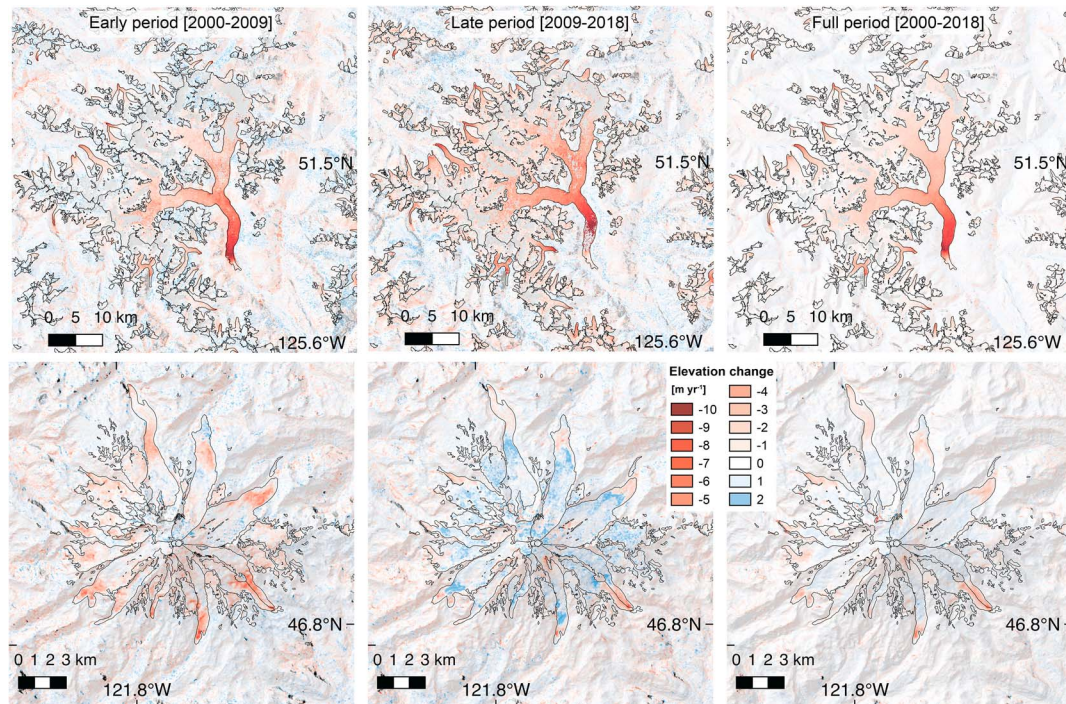 Early period [2000-2009]
Late period [2009-2018]
Full period [2000-2018]
51.5°N
51.5°N
51.5°N
0 5 10 km
0 5 10 km
0 5 10 km
125.6°W
125.6°W
125.6°W
Elevation change
[m yr⁻¹]
-10
-9
-8
-7
-6
-5
-4
-3
-2
-1
0
1
2
46.8°N
46.8°N
46.8°N
0 1 2 3 km
0 1 2 3 km
0 1 2 3 km
121.8°W
121.8°W
121.8°W